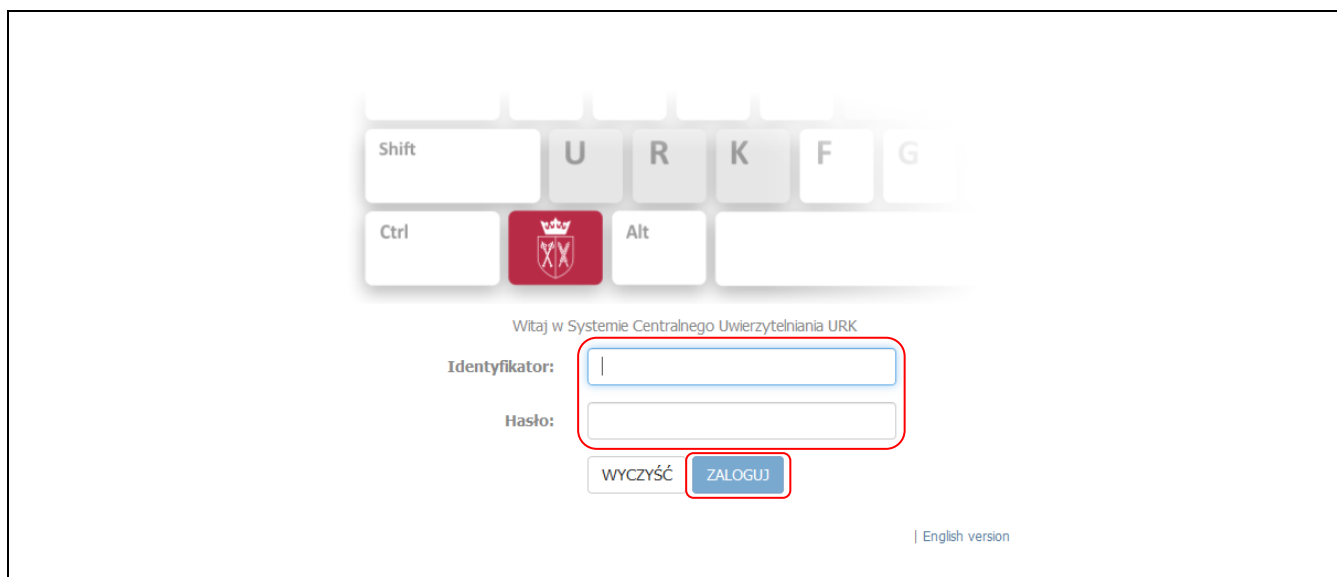 Shift U R K F G
Ctrl Alt
Witaj w Systemie Centralnego Uwierzytelniania URK
Identyfikator:
Hasło:
WYCZYŚĆ ZALOGUJ
| English version